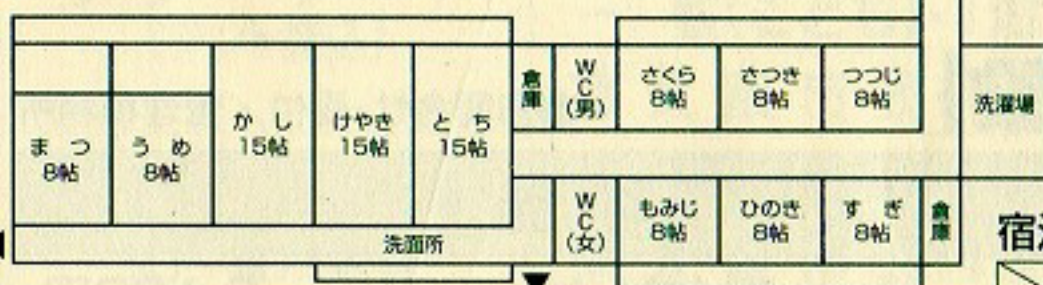 まつ
8帖
うめ
8帖
かし
15帖
けやき
15帖
とち
15帖
倉庫
WC
(男)
さくら
8帖
さつき
8帖
つつじ
8帖
洗濯場
WC
(女)
もみじ
8帖
ひのき
8帖
すぎ
8帖
倉庫
洗面所
宿